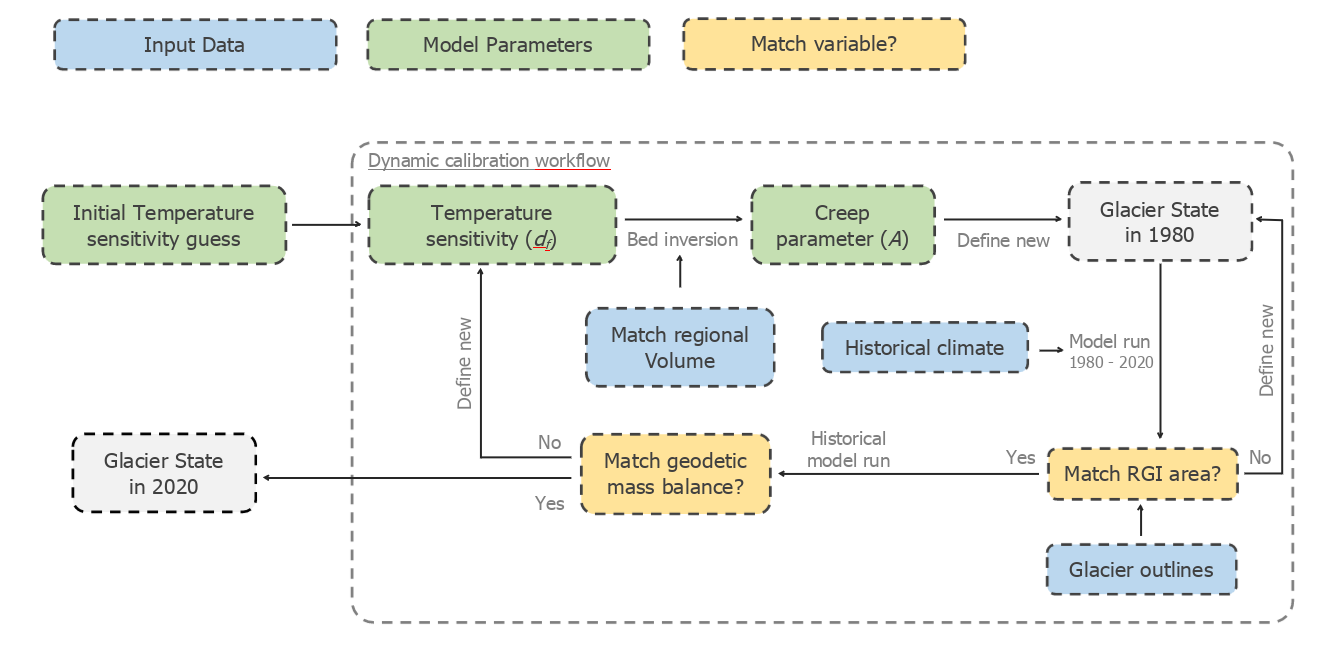 Input Data
Model Parameters
Match variable?
Dynamic calibration workflow
Initial Temperature
sensitivity guess
Temperature
sensitivity (df)
Bed inversion
Creep
parameter (A)
Define new
Glacier State
in 1980
Match regional
Volume
Historical climate
Model run
1980 - 2020
Define new
Define new
Glacier State
in 2020
No
Yes
Match geodetic
mass balance?
Historical
model run
Yes
Match RGI area?
No
Glacier outlines